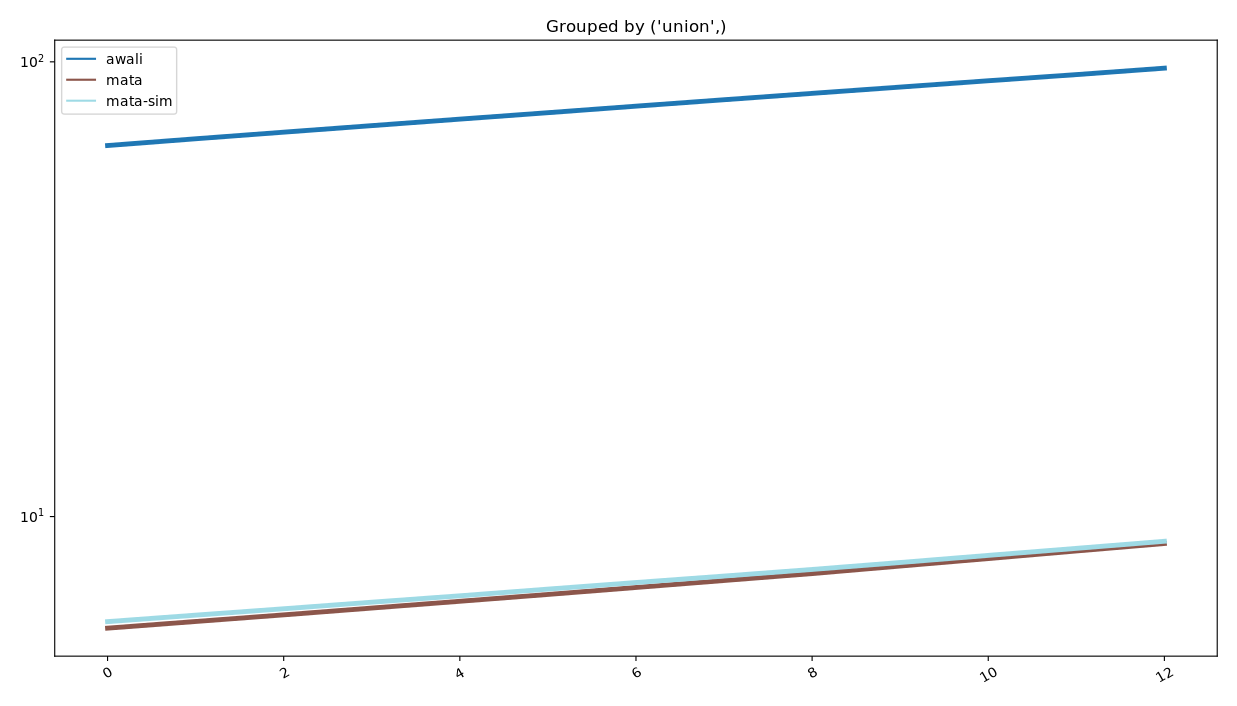 Grouped by ('union',)
10²
awali
mata
mata-sim
10¹
0 2 4 6 8 10 12